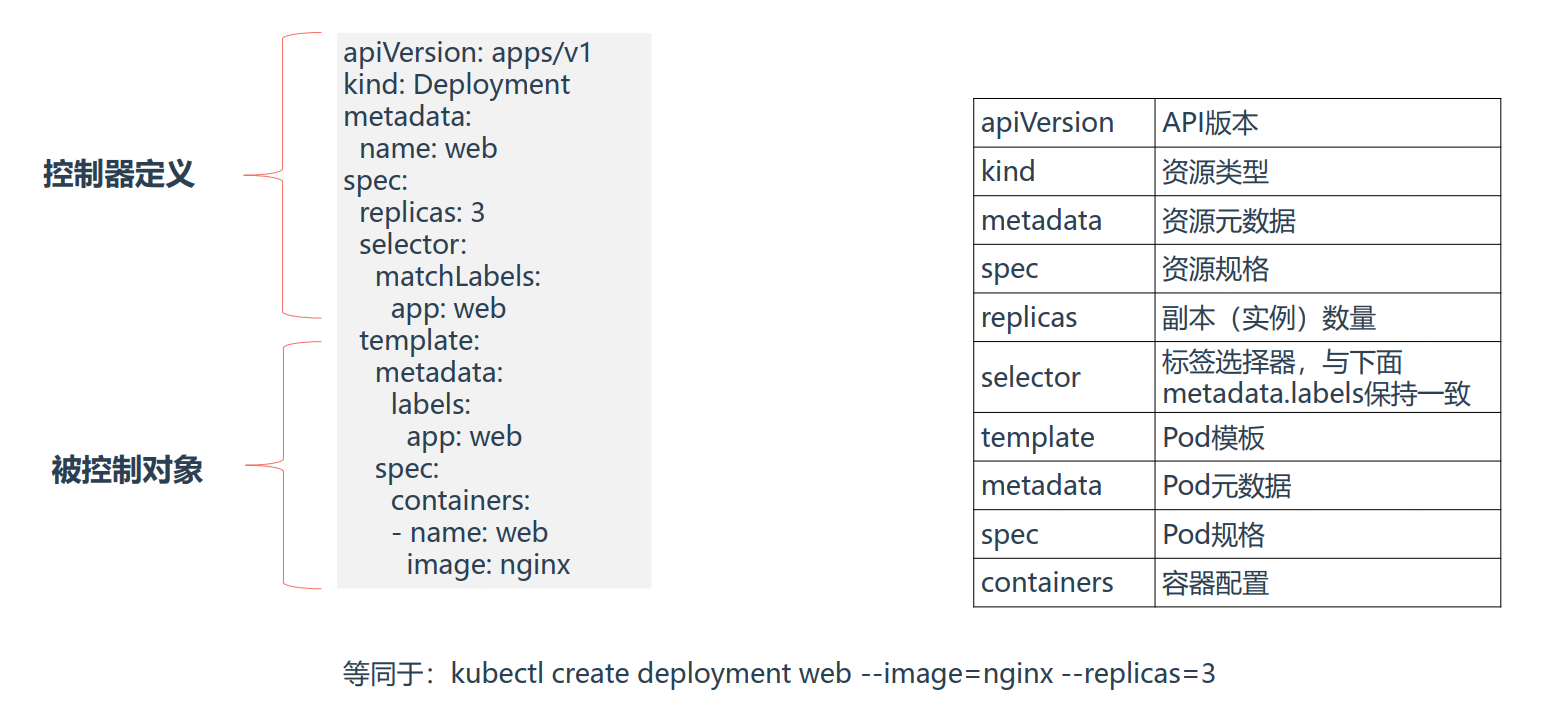 控制器定义
被控制对象
apiVersion: apps/v1
kind: Deployment
metadata:
  name: web
spec:
  replicas: 3
  selector:
    matchLabels:
      app: web
  template:
    metadata:
      labels:
        app: web
    spec:
      containers:
      - name: web
        image: nginx
apiVersion API版本
kind 资源类型
metadata 资源元数据
spec 资源规格
replicas 副本（实例）数量
selector 标签选择器，与下面
metadata.labels保持一致
template Pod模板
metadata Pod元数据
spec Pod规格
containers 容器配置
等同于：kubectl create deployment web --image=nginx --replicas=3